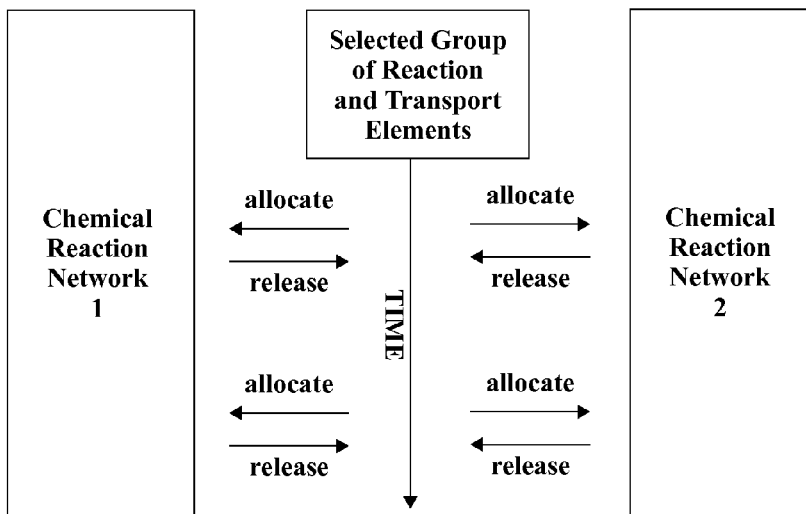 Selected Group
of Reaction
and Transport
Elements
Chemical
Reaction
Network
1
allocate
release
allocate
release
TIME
allocate
release
allocate
release
Chemical
Reaction
Network
2